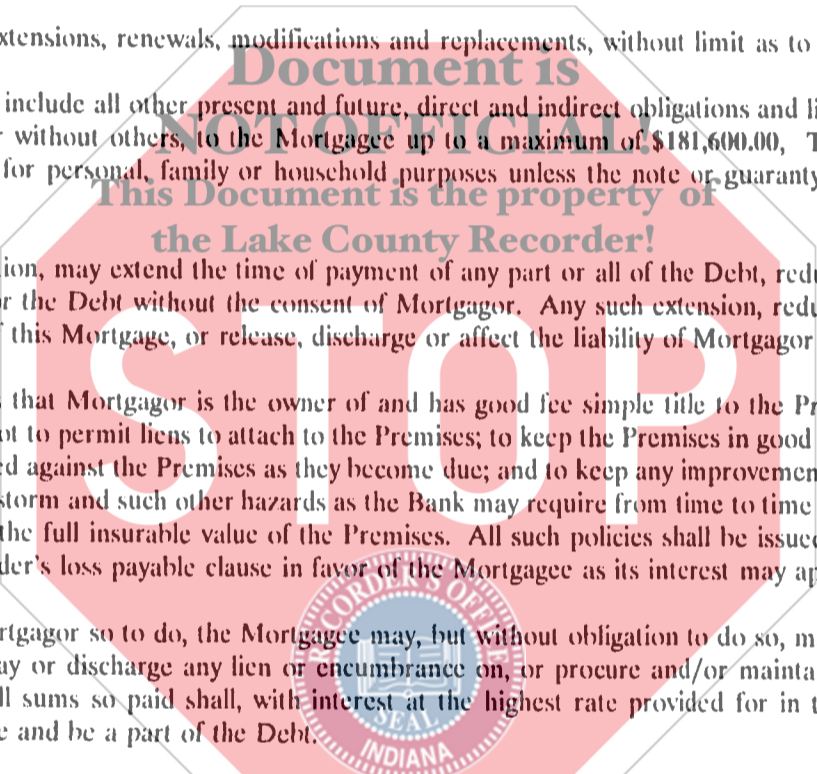 xtensions, renewals, modifications and replacements, without limit as to
Document is
include all other present and future, direct and indirect obligations and li
without others, to the Mortgagee up to a maximum of $181,600.00, T
NOT OFFICIAL!
for personal, family or household purposes unless the note or guaranty
This Document is the property of
the Lake County Recorder!
ion, may extend the time of payment of any part or all of the Debt, redu
r the Debt without the consent of Mortgagor. Any such extension, redu
this Mortgage, or release, discharge or affect the liability of Mortgagor
STOP
that Mortgagor is the owner of and has good fee simple title to the Pr
ot to permit liens to attach to the Premises; to keep the Premises in good
ed against the Premises as they become due; and to keep any improvemen
storm and such other hazards as the Bank may require from time to time
the full insurable value of the Premises. All such policies shall be issued
der's loss payable clause in favor of the Mortgagee as its interest may ap
RECORDER'S OFFICE
rtgagor so to do, the Mortgagee may, but without obligation to do so, m
ay or discharge any lien or encumbrance on, or procure and/or mainta
ll sums so paid shall, with interest at the highest rate provided for in t
SEAL
e and be a part of the Debt.
INDIANA